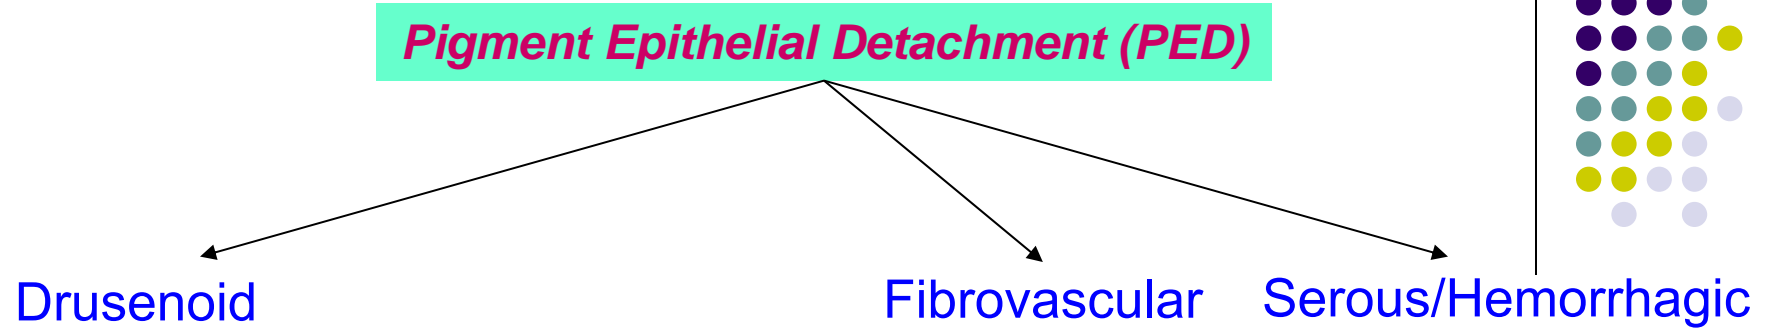 Pigment Epithelial Detachment (PED)
Drusenoid Fibrovascular Serous/Hemorrhagic